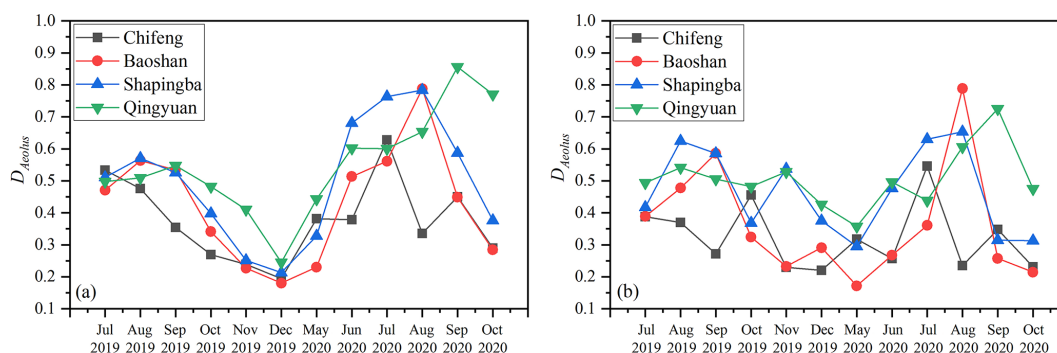 1.0
0.9
0.8
0.7
0.6
0.5
0.4
0.3
0.2
0.1
D_Aeolus
Chifeng
Baoshan
Shapingba
Qingyuan
(a)
Jul Aug Sep Oct Nov Dec May Jun Jul Aug Sep Oct
2019 2019 2019 2019 2019 2019 2020 2020 2020 2020 2020 2020
1.0
0.9
0.8
0.7
0.6
0.5
0.4
0.3
0.2
0.1
D_Aeolus
Chifeng
Baoshan
Shapingba
Qingyuan
(b)
Jul Aug Sep Oct Nov Dec May Jun Jul Aug Sep Oct
2019 2019 2019 2019 2019 2019 2020 2020 2020 2020 2020 2020